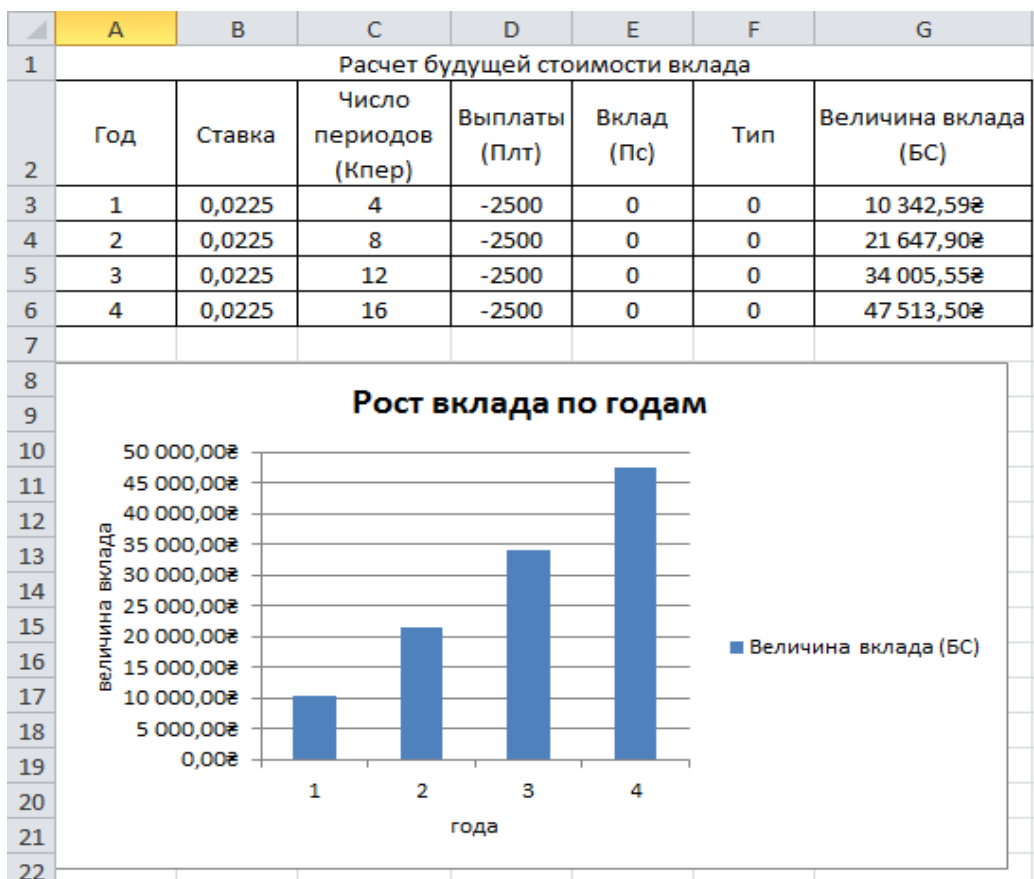 A B C D E F G
1 Расчет будущей стоимости вклада
2 Год Ставка Число периодов (Кпер) Выплаты (Плт) Вклад (Пс) Тип Величина вклада (БС)
3 1 0,0225 4 -2500 0 0 10 342,59₴
4 2 0,0225 8 -2500 0 0 21 647,90₴
5 3 0,0225 12 -2500 0 0 34 005,55₴
6 4 0,0225 16 -2500 0 0 47 513,50₴
7
8
9
10
11
12
13
14
15
16
17
18
19
20
21
22
Рост вклада по годам
величина вклада
50 000,00₴
45 000,00₴
40 000,00₴
35 000,00₴
30 000,00₴
25 000,00₴
20 000,00₴
15 000,00₴
10 000,00₴
5 000,00₴
0,00₴
1 2 3 4
года
Величина вклада (БС)